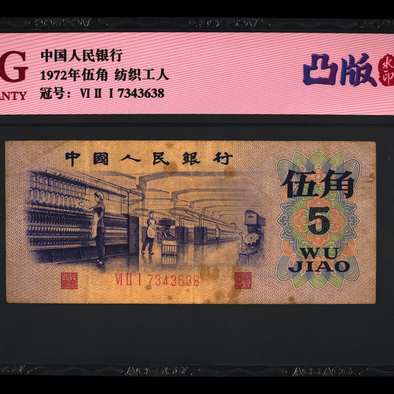 G
ANTY
中国人民银行
1972年伍角 纺织工人
冠号：Ⅵ Ⅱ Ⅰ 7343638
凸版
水印
中國人民銀行
伍角
5
WU
JIAO
Ⅵ Ⅱ Ⅰ 7343638